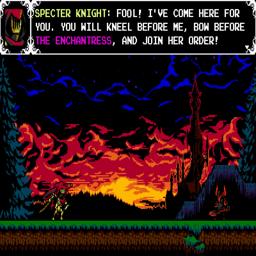 SPECTER KNIGHT: FOOL! I'VE COME HERE FOR
YOU. YOU WILL KNEEL BEFORE ME, BOW BEFORE
THE ENCHANTRESS, AND JOIN HER ORDER!